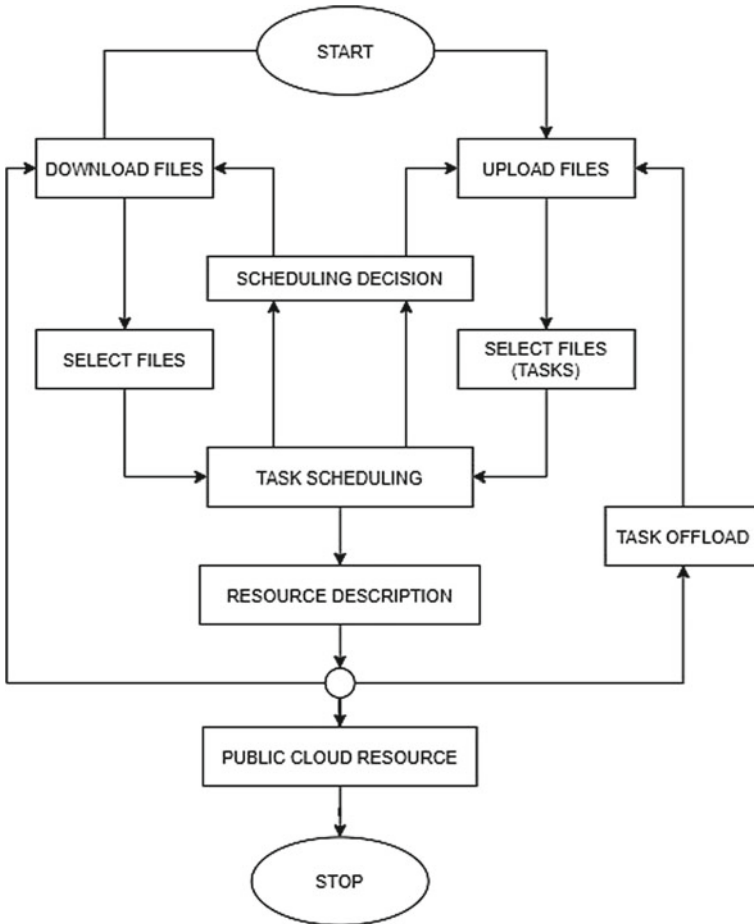 START
DOWNLOAD FILES
UPLOAD FILES
SCHEDULING DECISION
SELECT FILES
SELECT FILES
(TASKS)
TASK SCHEDULING
TASK OFFLOAD
RESOURCE DESCRIPTION
PUBLIC CLOUD RESOURCE
STOP